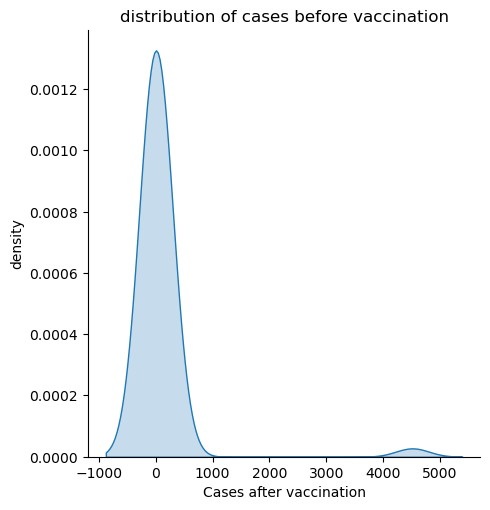 distribution of cases before vaccination
0.0012
0.0010
0.0008
0.0006
0.0004
0.0002
0.0000
density
−1000 0 1000 2000 3000 4000 5000
Cases after vaccination